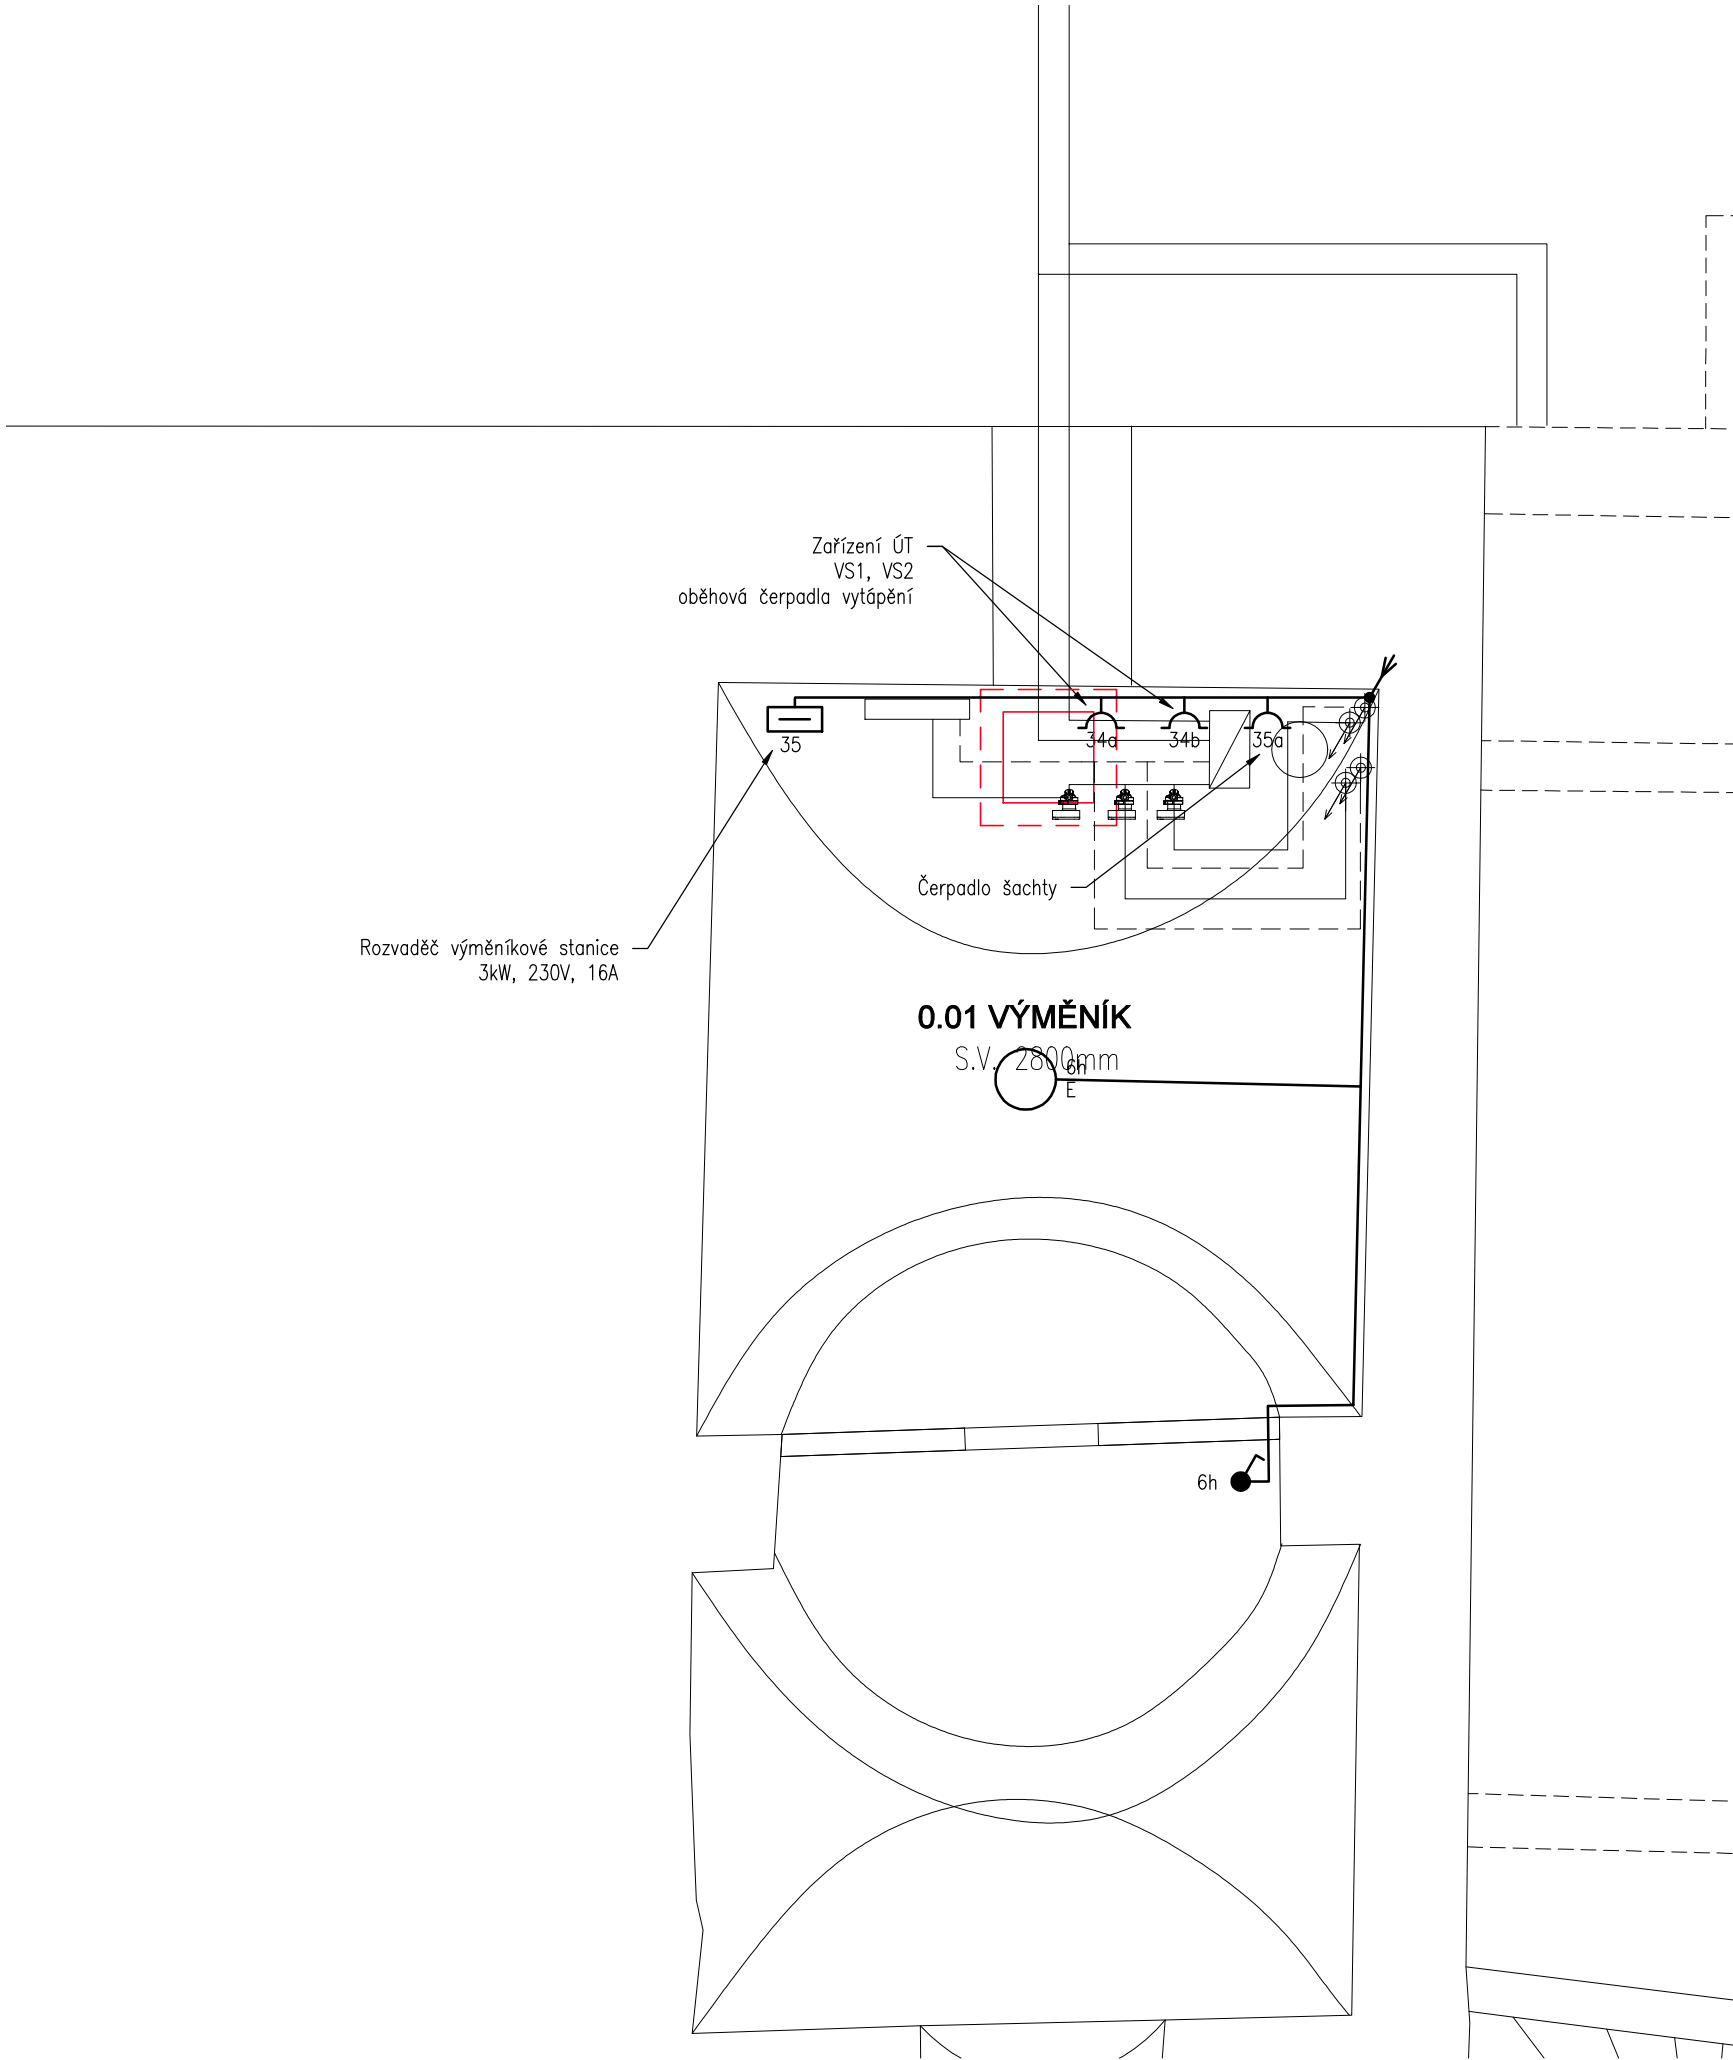 Zařízení ÚT
VS1, VS2
oběhová čerpadla vytápění
35
34a
34b
35a
Čerpadlo šachty
Rozvaděč výměníkové stanice
3kW, 230V, 16A
0.01 VÝMĚNÍK
S.V. 2800mm
6h
E
6h